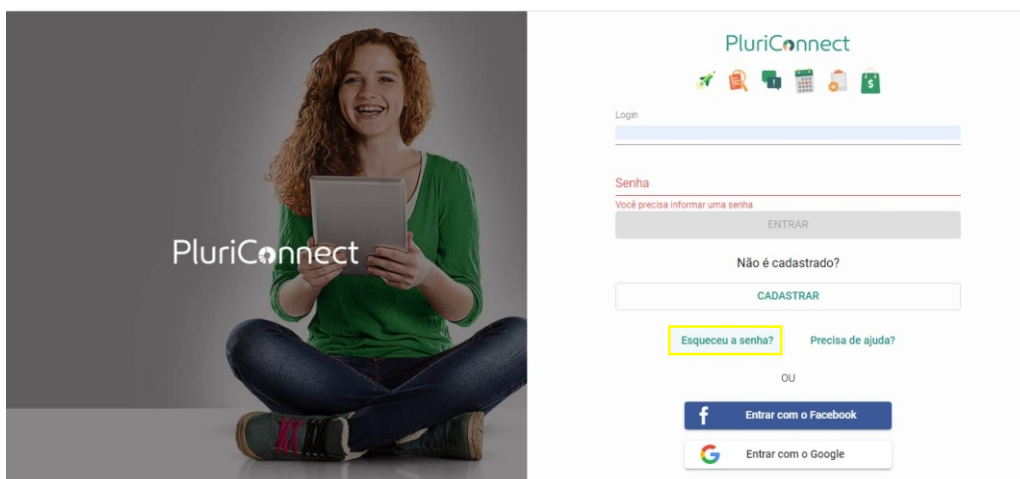 PluriConnect
PluriConnect
Login
Senha
Você precisa informar uma senha
ENTRAR
Não é cadastrado?
CADASTRAR
Esqueceu a senha? Precisa de ajuda?
OU
f Entrar com o Facebook
G Entrar com o Google